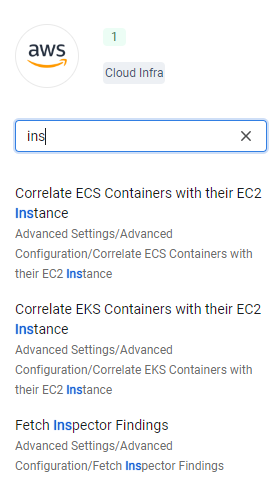 aws
1
Cloud Infra
ins
Correlate ECS Containers with their EC2
Instance
Advanced Settings/Advanced
Configuration/Correlate ECS Containers with
their EC2 Instance
Correlate EKS Containers with their EC2
Instance
Advanced Settings/Advanced
Configuration/Correlate EKS Containers with
their EC2 Instance
Fetch Inspector Findings
Advanced Settings/Advanced
Configuration/Fetch Inspector Findings